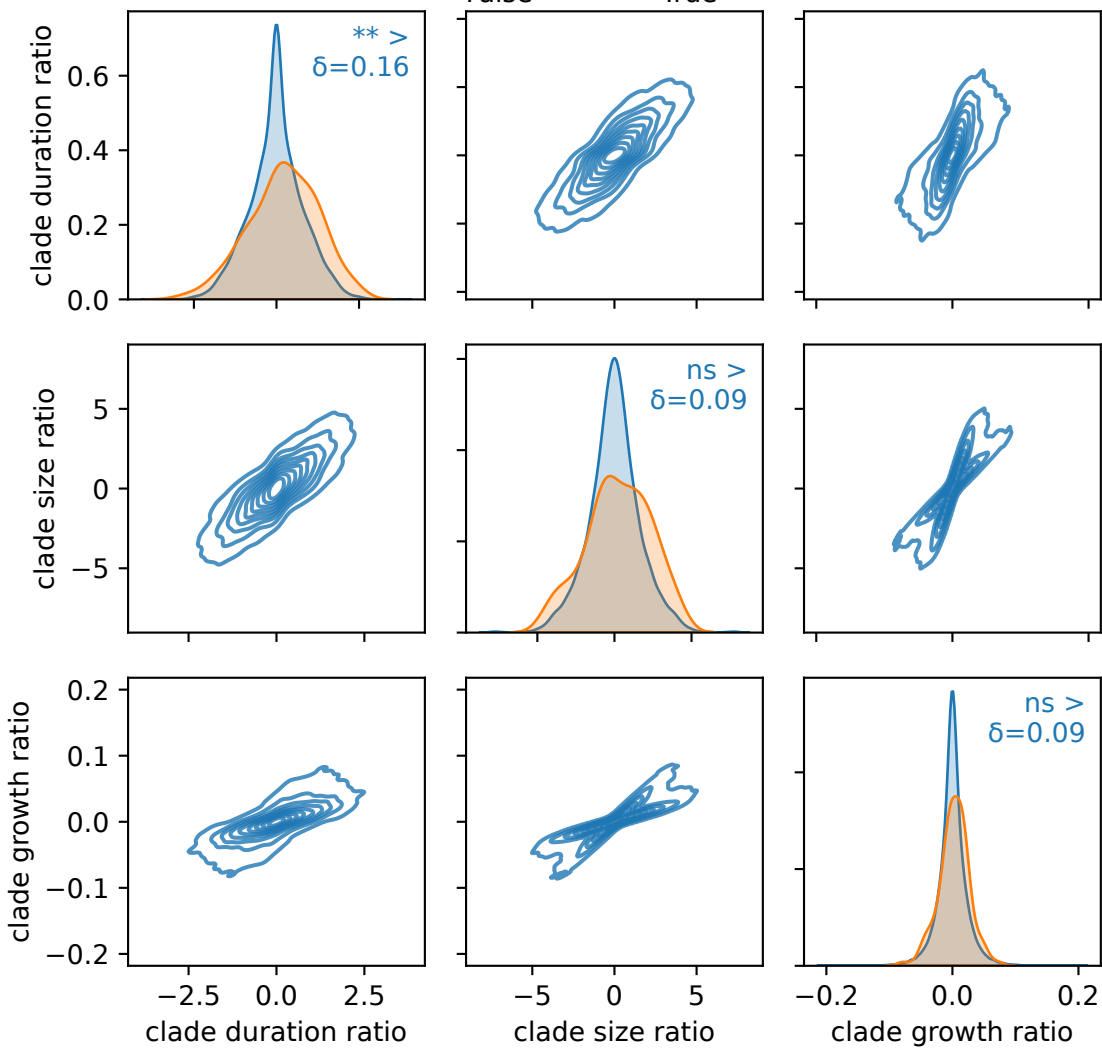 False True
clade duration ratio
0.6
0.4
0.2
0.0
** >
δ=0.16
clade size ratio
5
0
−5
ns >
δ=0.09
clade growth ratio
0.2
0.1
0.0
−0.1
−0.2
ns >
δ=0.09
−2.5 0.0 2.5
−5 0 5
−0.2 0.0 0.2
clade duration ratio
clade size ratio
clade growth ratio